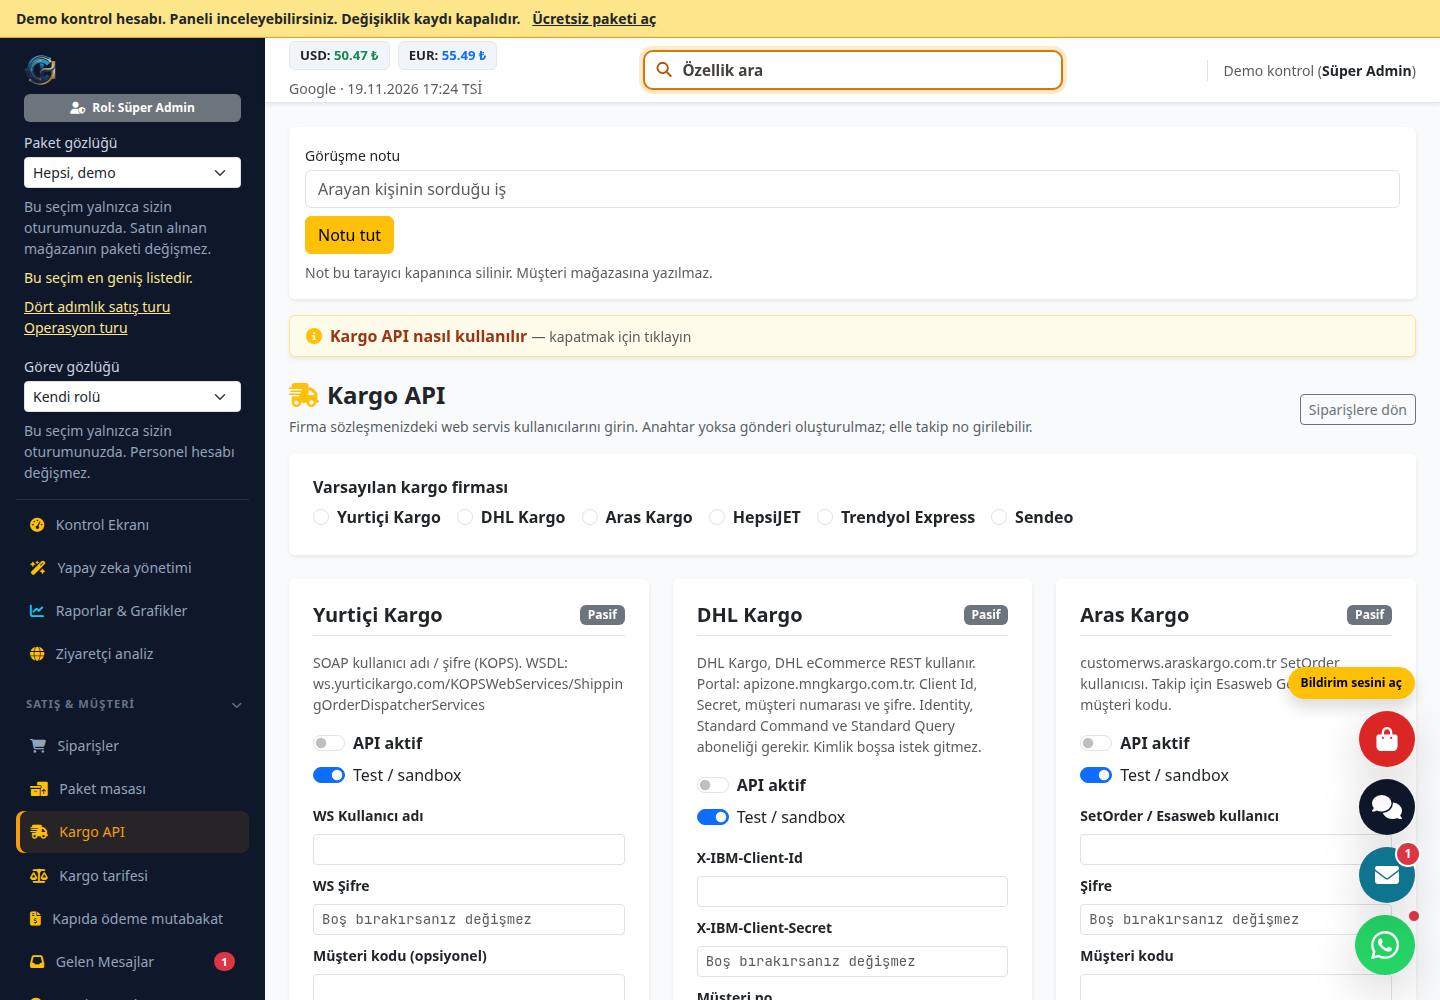 Demo kontrol hesabı. Paneli inceleyebilirsiniz. Değişiklik kaydı kapalıdır. Ücretsiz paketi aç
USD: 50.47 ₺ EUR: 55.49 ₺
Google · 19.11.2026 17:24 TSİ
Özellik ara
Demo kontrol (Süper Admin)
Rol: Süper Admin
Paket gözlüğü
Hepsi, demo
Bu seçim yalnızca sizin
oturumunuzda. Satın alınan
mağazanın paketi değişmez.
Bu seçim en geniş listedir.
Dört adımlık satış turu
Operasyon turu
Görev gözlüğü
Kendi rolü
Bu seçim yalnızca sizin
oturumunuzda. Personel hesabı
değişmez.
Kontrol Ekranı
Yapay zeka yönetimi
Raporlar & Grafikler
Ziyaretçi analiz
SATIŞ & MÜŞTERİ
Siparişler
Paket masası
Kargo API
Kargo tarifesi
Kapıda ödeme mutabakat
Gelen Mesajlar 1
Görüşme notu
Arayan kişinin sorduğu iş
Notu tut
Not bu tarayıcı kapanınca silinir. Müşteri mağazasına yazılmaz.
Kargo API nasıl kullanılır — kapatmak için tıklayın
Kargo API
Firma sözleşmenizdeki web servis kullanıcılarını girin. Anahtar yoksa gönderi oluşturulmaz; elle takip no girilebilir.
Siparişlere dön
Varsayılan kargo firması
Yurtiçi Kargo DHL Kargo Aras Kargo HepsiJET Trendyol Express Sendeo
Yurtiçi Kargo Pasif
SOAP kullanıcı adı / şifre (KOPS). WSDL:
ws.yurticikargo.com/KOPSWebServices/Shippin
gOrderDispatcherServices
API aktif
Test / sandbox
WS Kullanıcı adı
WS Şifre
Boş bırakırsanız değişmez
Müşteri kodu (opsiyonel)
DHL Kargo Pasif
DHL Kargo, DHL eCommerce REST kullanır.
Portal: apizone.mngkargo.com.tr. Client Id,
Secret, müşteri numarası ve şifre. Identity,
Standard Command ve Standard Query
aboneliği gerekir. Kimlik boşsa istek gitmez.
API aktif
Test / sandbox
X-IBM-Client-Id
X-IBM-Client-Secret
Boş bırakırsanız değişmez
Müşteri no
Aras Kargo Pasif
customerws.araskargo.com.tr SetOrder
kullanıcısı. Takip için Esasweb
müşteri kodu.
API aktif
Test / sandbox
SetOrder / Esasweb kullanıcı
Şifre
Boş bırakırsanız değişmez
Müşteri kodu
Bildirim sesini aç
1